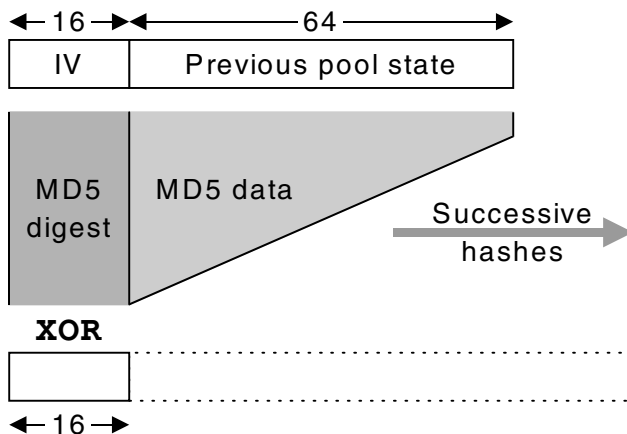 16 64
IV Previous pool state
MD5 digest
MD5 data
Successive hashes
XOR
16